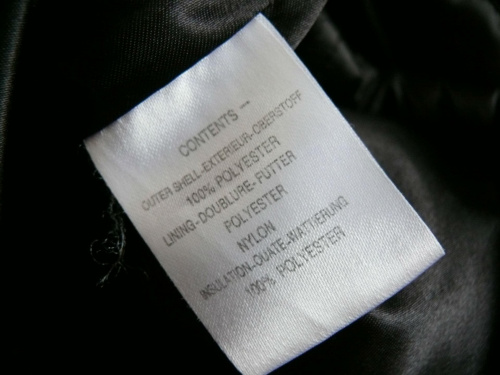 CONTENTS -
OUTER SHELL-EXTERIEUR-OBERSTOFF
100% POLYESTER
LINING-DOUBLURE-FUTTER
POLYESTER
NYLON
INSULATION-OUATE-WATTIERUNG
100% POLYESTER